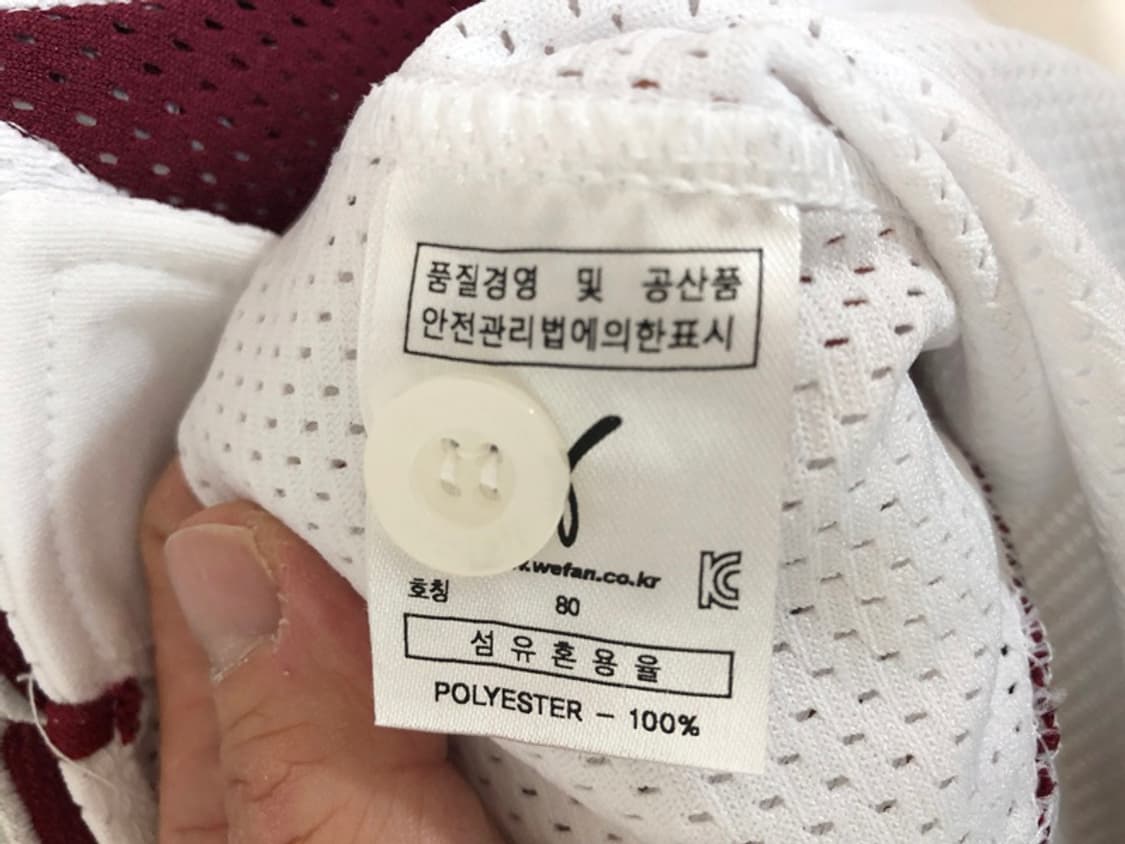 품질경영 및 공산품
안전관리법에의한표시
.wefan.co.kr
KC
호칭 80
섬유혼용율
POLYESTER - 100%